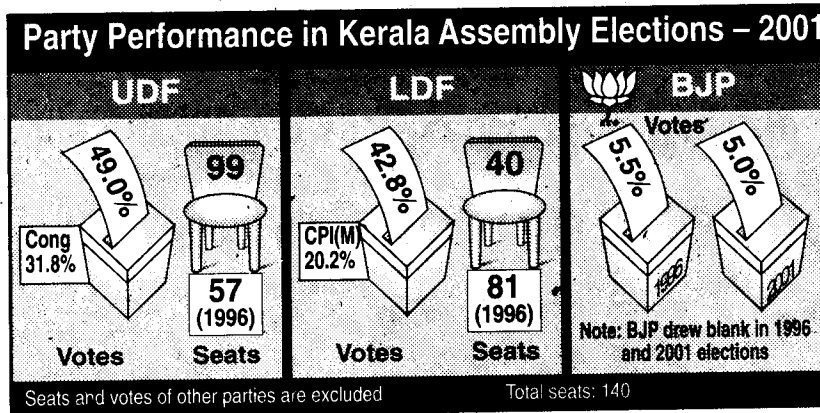 Party Performance in Kerala Assembly Elections – 2001
UDF
49.0%
99
Cong
31.8%
57
(1996)
Votes
Seats
LDF
42.8%
40
CPI(M)
20.2%
81
(1996)
Votes
Seats
BJP
Votes
5.5%
5.0%
1996
2001
Note: BJP drew blank in 1996
and 2001 elections
Seats and votes of other parties are excluded
Total seats: 140